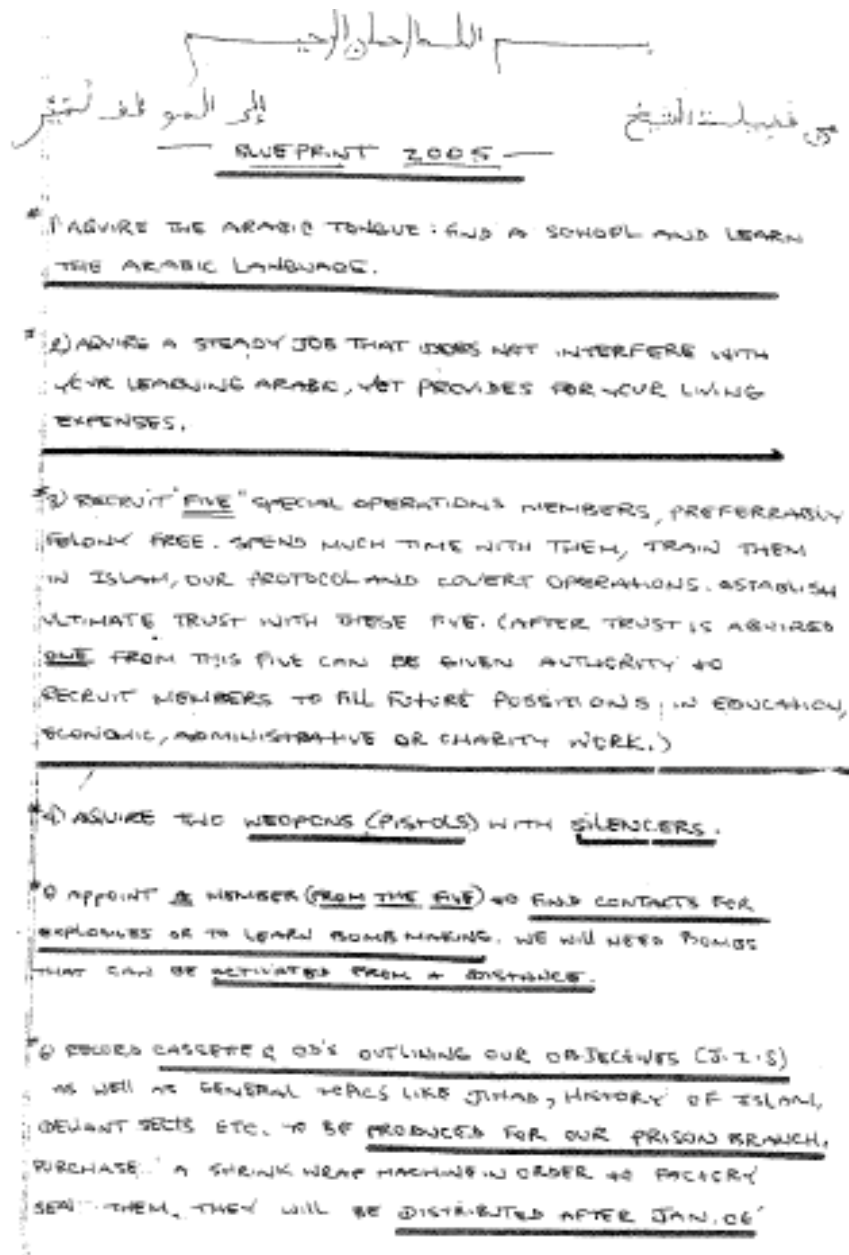 بسم الله الرحمن الرحيم
الشيخ إلى
— BLUEPRINT 2005 —
* 1) AQUIRE THE ARABIC TONGUE : FIND A SCHOOL AND LEARN
THE ARABIC LANGUAGE.
* 2) AQUIRE A STEADY JOB THAT DOES NOT INTERFERE WITH
YOUR LEARNING ARABIC, YET PROVIDES FOR YOUR LIVING
EXPENSES.
* 3) RECRUIT "FIVE" SPECIAL OPERATIONS MEMBERS, PREFERRABLY
FELONY FREE. SPEND MUCH TIME WITH THEM, TRAIN THEM
IN ISLAM, OUR PROTOCOL AND COVERT OPERATIONS. ESTABLISH
ULTIMATE TRUST WITH THESE FIVE. (AFTER TRUST IS AQUIRED
ONE FROM THIS FIVE CAN BE GIVEN AUTHORITY TO
RECRUIT MEMBERS TO FILL FUTURE POSSITIONS, IN EDUCATION,
ECONOMIC, ADMINISTRATIVE OR CHARITY WORK.)
* 4) AQUIRE TWO WEOPONS (PISTOLS) WITH SILENCERS.
* 5) APPOINT A MEMBER (FROM THE FIVE) TO FIND CONTACTS FOR
EXPLOSIVES OR TO LEARN BOMB MAKING. WE WILL NEED BOMBS
THAT CAN BE ACTIVATED FROM A DISTANCE.
* 6) RECORD CASSETTE & CD'S OUTLINING OUR OBJECTIVES (J.I.S)
AS WELL AS GENERAL TOPICS LIKE JIHAD, HISTORY OF ISLAM,
DEVIANT SECTS ETC. TO BE PRODUCED FOR OUR PRISON BRANCH.
PURCHASE A SHRINK WRAP MACHINE IN ORDER TO FACTORY
SEAL THEM. THEY WILL BE DISTRIBUTED AFTER JAN. 06'